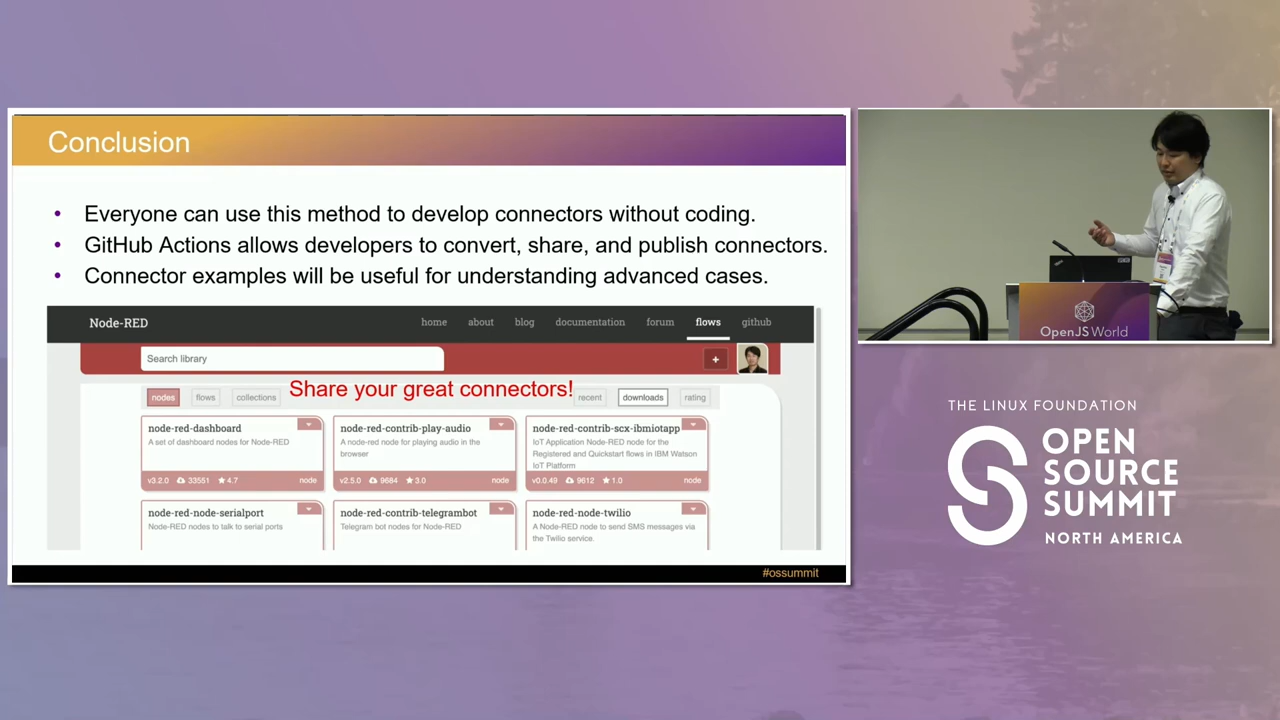 Conclusion
• Everyone can use this method to develop connectors without coding.
• GitHub Actions allows developers to convert, share, and publish connectors.
• Connector examples will be useful for understanding advanced cases.
Node-RED
home about blog documentation forum flows github
Search library
+
Share your great connectors!
nodes flows collections recent downloads rating
node-red-dashboard
A set of dashboard nodes for Node-RED
v3.2.0 33551 4.7 node
node-red-contrib-play-audio
A node-red node for playing audio in the
browser
v2.5.0 9684 3.0 node
node-red-contrib-scx-ibmiotapp
IoT Application Node-RED node for the
Registered and Quickstart flows in IBM Watson
IoT Platform
v0.0.49 9612 1.0 node
node-red-node-serialport
Node-RED nodes to talk to serial ports
node-red-contrib-telegrambot
Telegram bot nodes for Node-RED
node-red-node-twilio
A Node-RED node to send SMS messages via
the Twilio service.
#ossummit
OpenJS World
THE LINUX FOUNDATION
OPEN
SOURCE
SUMMIT
NORTH AMERICA